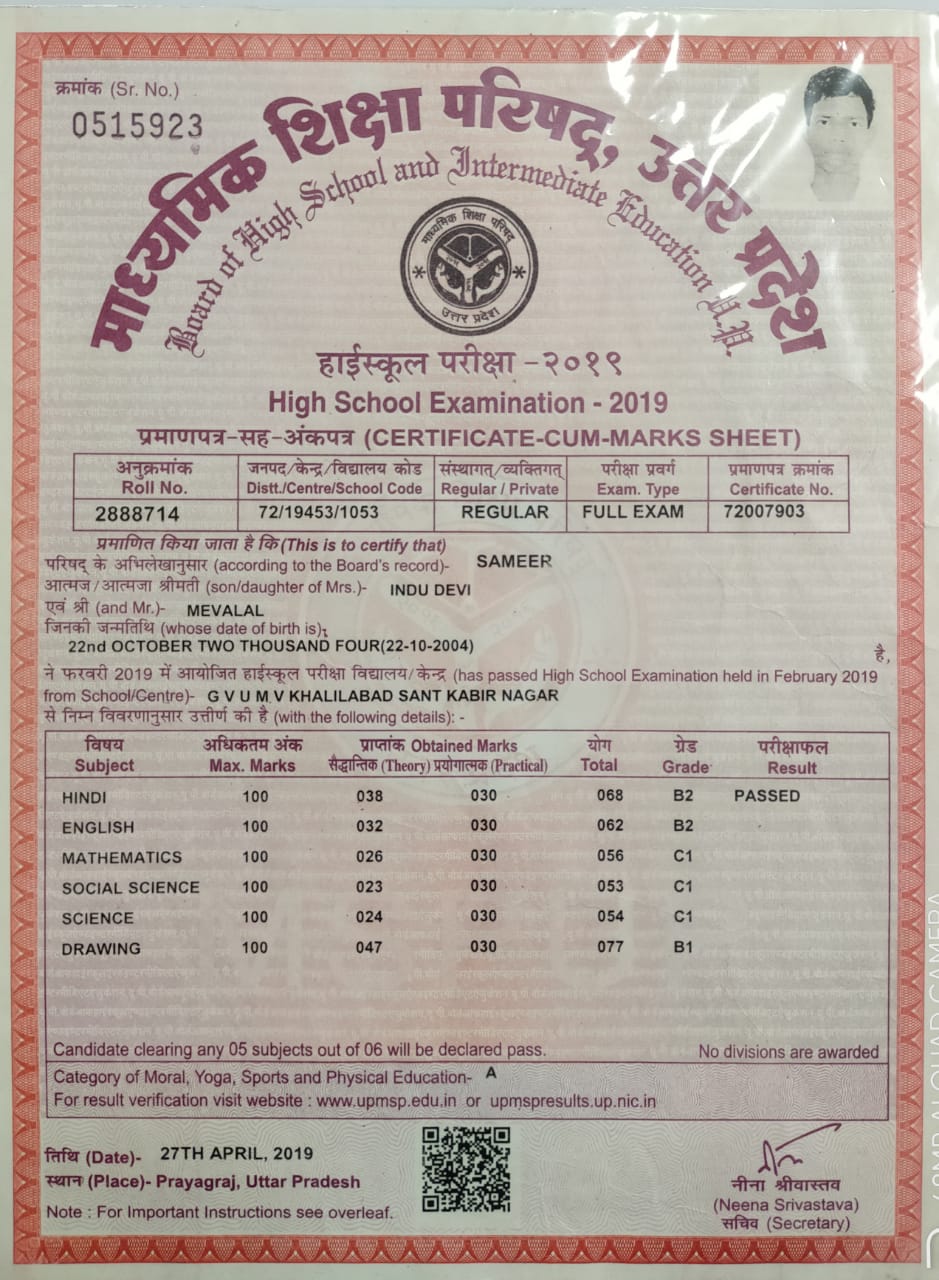 क्रमांक (Sr. No.)
0515923
माध्यमिक शिक्षा परिषद्, उत्तर प्रदेश
Board of High School and Intermediate Education U.P.
माध्यमिक शिक्षा परिषद
उत्तर प्रदेश
हाईस्कूल परीक्षा -२०१९
High School Examination - 2019
प्रमाणपत्र-सह-अंकपत्र (CERTIFICATE-CUM-MARKS SHEET)
अनुक्रमांक जनपद/केन्द्र/विद्यालय कोड संस्थागत्/व्यक्तिगत् परीक्षा प्रवर्ग प्रमाणपत्र क्रमांक
Roll No. Distt./Centre/School Code Regular / Private Exam. Type Certificate No.
2888714 72/19453/1053 REGULAR FULL EXAM 72007903
प्रमाणित किया जाता है कि (This is to certify that)
परिषद् के अभिलेखानुसार (according to the Board's record)- SAMEER
आत्मज/आत्मजा श्रीमती (son/daughter of Mrs.)- INDU DEVI
एवं श्री (and Mr.)- MEVALAL
जिनकी जन्मतिथि (whose date of birth is)
22nd OCTOBER TWO THOUSAND FOUR(22-10-2004) है,
ने फरवरी 2019 में आयोजित हाईस्कूल परीक्षा विद्यालय/केन्द्र (has passed High School Examination held in February 2019
from School/Centre)- G V U M V KHALILABAD SANT KABIR NAGAR
से निम्न विवरणानुसार उत्तीर्ण की है (with the following details): -
विषय अधिकतम अंक प्राप्तांक Obtained Marks योग ग्रेड परीक्षाफल
Subject Max. Marks सैद्धान्तिक (Theory) प्रयोगात्मक (Practical) Total Grade Result
HINDI 100 038 030 068 B2 PASSED
ENGLISH 100 032 030 062 B2
MATHEMATICS 100 026 030 056 C1
SOCIAL SCIENCE 100 023 030 053 C1
SCIENCE 100 024 030 054 C1
DRAWING 100 047 030 077 B1
Candidate clearing any 05 subjects out of 06 will be declared pass. No divisions are awarded
Category of Moral, Yoga, Sports and Physical Education- A
For result verification visit website : www.upmsp.edu.in or upmspresults.up.nic.in
तिथि (Date)- 27TH APRIL, 2019
स्थान (Place)- Prayagraj, Uttar Pradesh
Note : For Important Instructions see overleaf.
नीना श्रीवास्तव
(Neena Srivastava)
सचिव (Secretary)
QUAD CAMERA